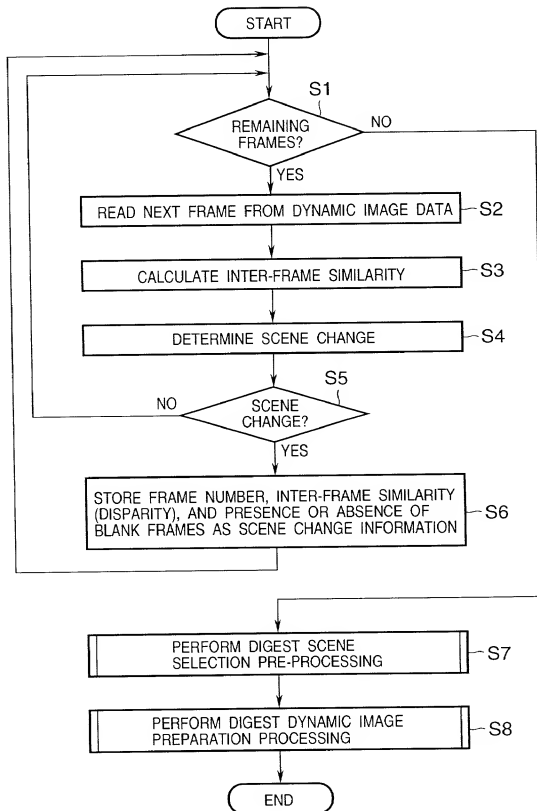 START
S1
REMAINING
FRAMES?
NO
YES
READ NEXT FRAME FROM DYNAMIC IMAGE DATA
S2
CALCULATE INTER-FRAME SIMILARITY
S3
DETERMINE SCENE CHANGE
S4
S5
SCENE
CHANGE?
NO
YES
STORE FRAME NUMBER, INTER-FRAME SIMILARITY
(DISPARITY), AND PRESENCE OR ABSENCE OF
BLANK FRAMES AS SCENE CHANGE INFORMATION
S6
PERFORM DIGEST SCENE
SELECTION PRE-PROCESSING
S7
PERFORM DIGEST DYNAMIC IMAGE
PREPARATION PROCESSING
S8
END